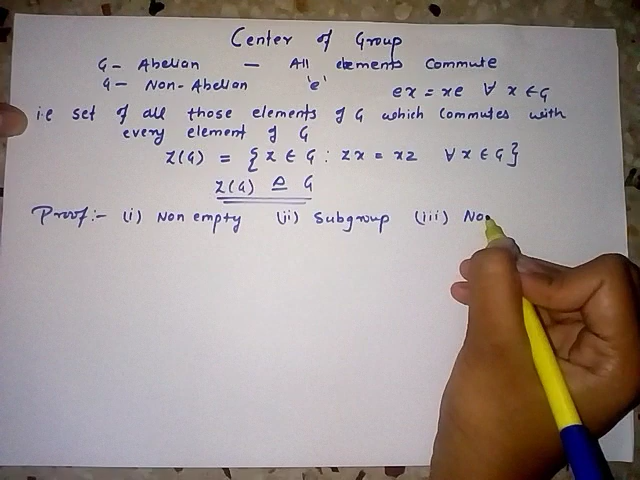 Center of Group
G - Abelian - All elements Commute
G - Non-Abelian 'e' ex = xe ∀ x ∈ G
i.e set of all those elements of G which commutes with
every element of G
Z(G) = {z ∈ G : zx = xz ∀ x ∈ G}
Z(G) ⊴ G
Proof:- (i) Non empty (ii) Subgroup (iii) No